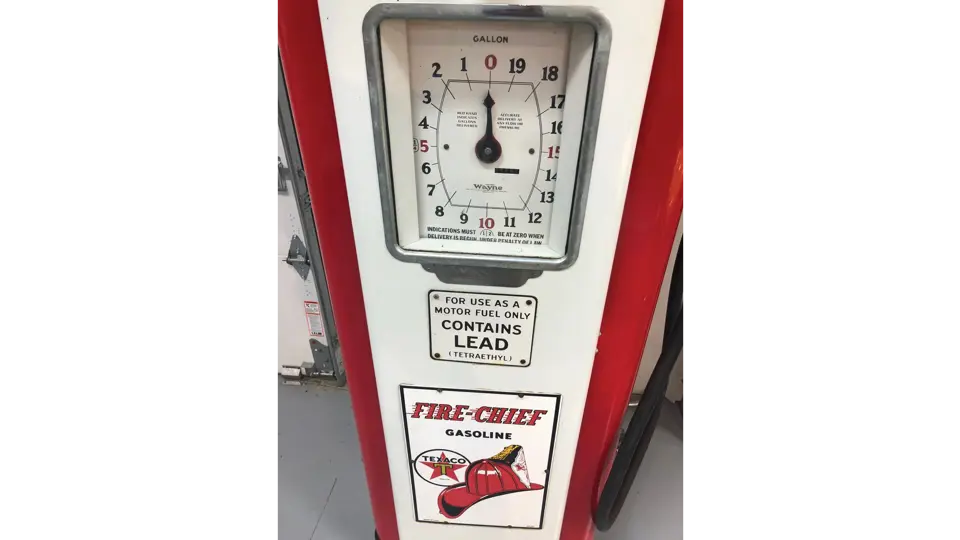 GALLON
0
19
18
17
16
15
14
13
12
11
10
9
8
7
6
5
4
3
2
1
Wayne
INDICATIONS MUST BE AT ZERO WHEN
DELIVERY IS BEGUN, UNDER PENALTY OF LAW
FOR USE AS A
MOTOR FUEL ONLY
CONTAINS
LEAD
(TETRAETHYL)
FIRE-CHIEF
GASOLINE
TEXACO
T